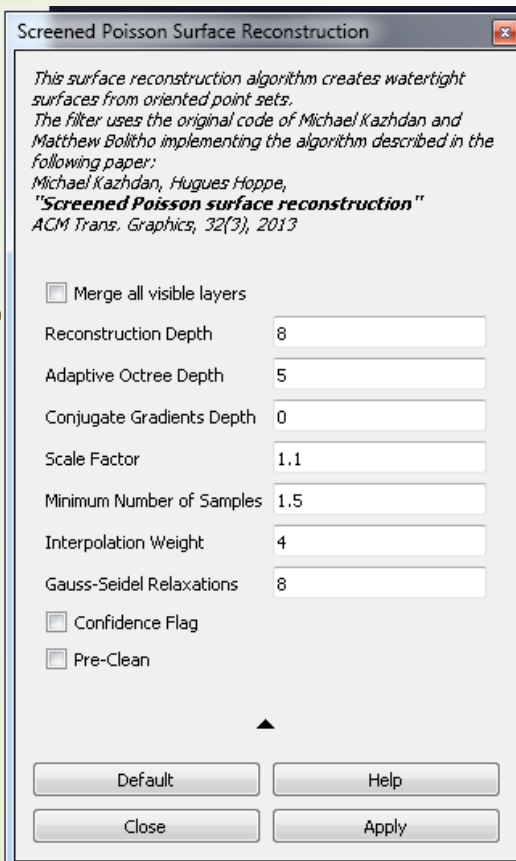 Screened Poisson Surface Reconstruction
This surface reconstruction algorithm creates watertight
surfaces from oriented point sets.
The filter uses the original code of Michael Kazhdan and
Matthew Bolitho implementing the algorithm described in the
following paper:
Michael Kazhdan, Hugues Hoppe,
"Screened Poisson surface reconstruction"
ACM Trans. Graphics, 32(3), 2013
Merge all visible layers
Reconstruction Depth 8
Adaptive Octree Depth 5
Conjugate Gradients Depth 0
Scale Factor 1.1
Minimum Number of Samples 1.5
Interpolation Weight 4
Gauss-Seidel Relaxations 8
Confidence Flag
Pre-Clean
Default Help
Close Apply